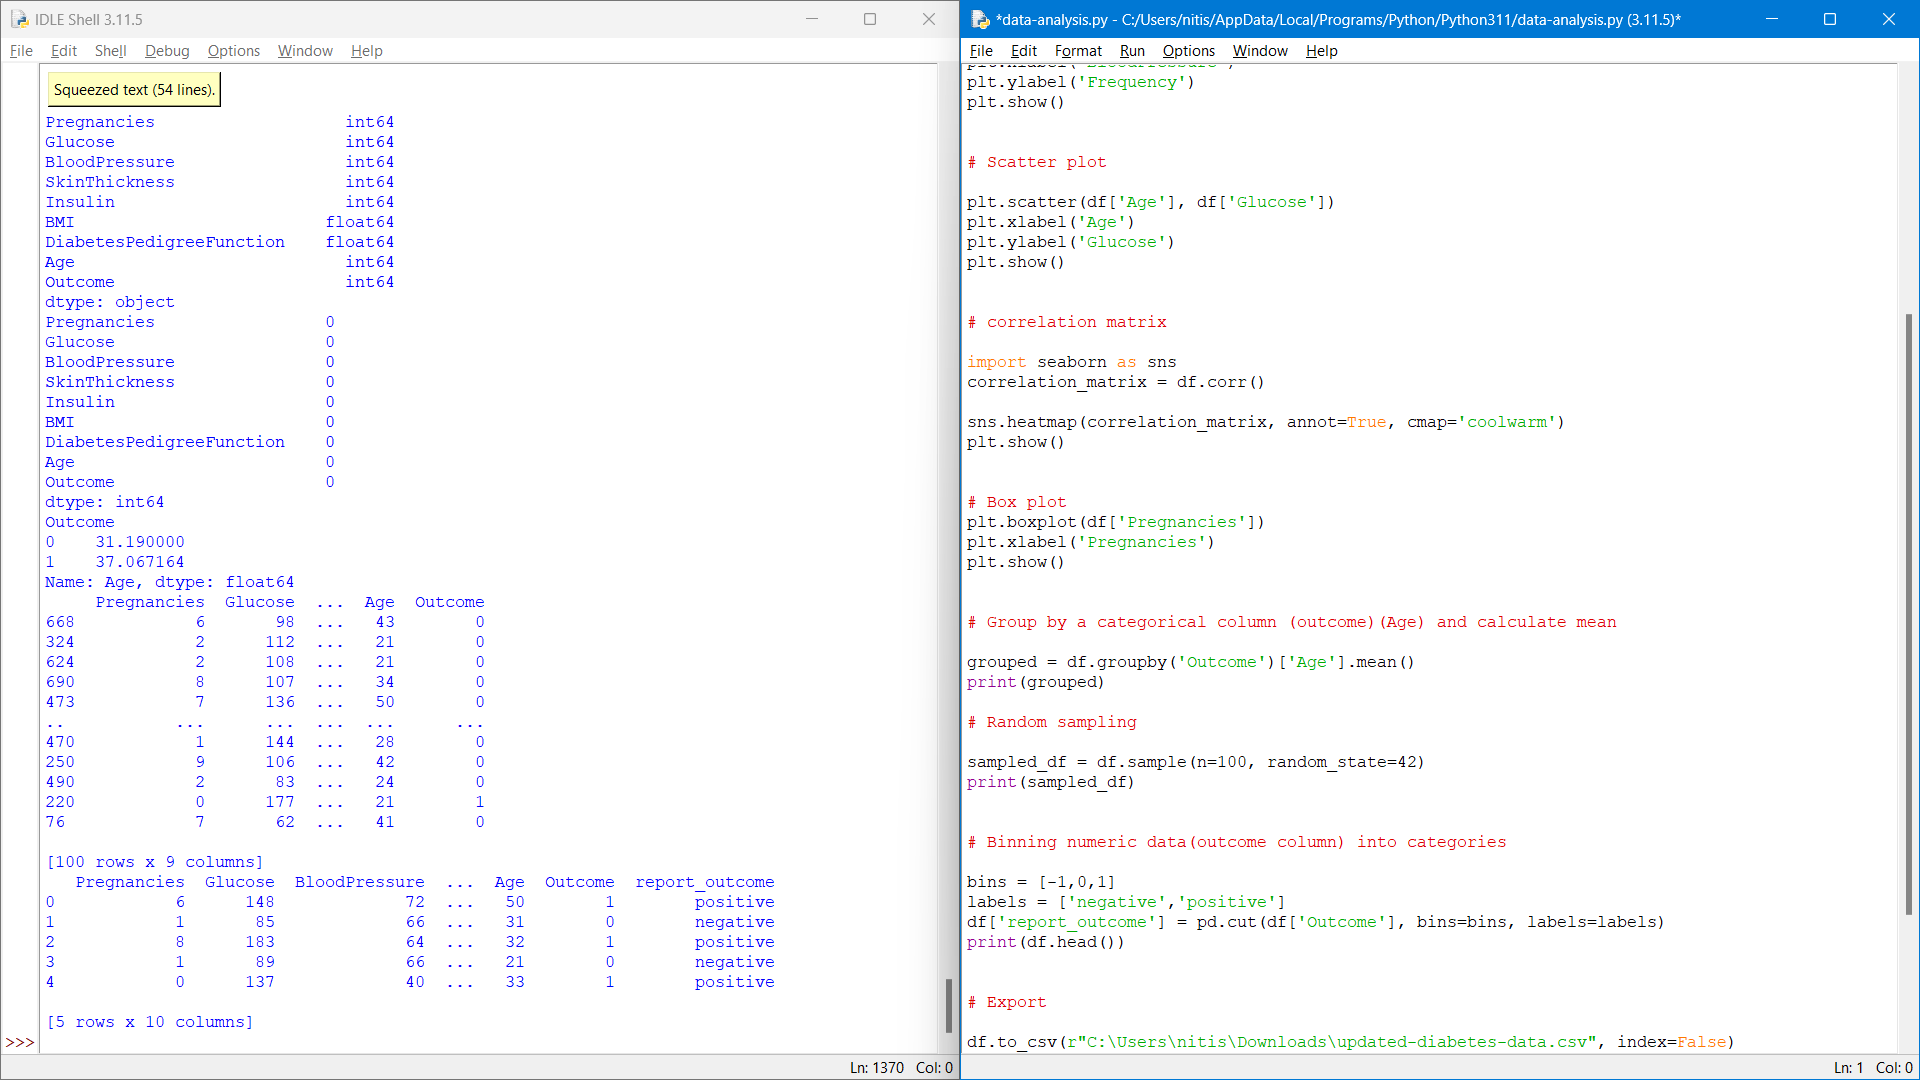 IDLE Shell 3.11.5
File Edit Shell Debug Options Window Help
Squeezed text (54 lines).
Pregnancies                   int64
Glucose                       int64
BloodPressure                 int64
SkinThickness                 int64
Insulin                       int64
BMI                         float64
DiabetesPedigreeFunction    float64
Age                           int64
Outcome                       int64
dtype: object
Pregnancies                 0
Glucose                     0
BloodPressure               0
SkinThickness               0
Insulin                     0
BMI                         0
DiabetesPedigreeFunction    0
Age                         0
Outcome                     0
dtype: int64
Outcome
0    31.190000
1    37.067164
Name: Age, dtype: float64
     Pregnancies  Glucose  ...  Age  Outcome
668            6       98  ...   43        0
324            2      112  ...   21        0
624            2      108  ...   21        0
690            8      107  ...   34        0
473            7      136  ...   50        0
..           ...      ...  ...  ...      ...
470            1      144  ...   28        0
250            9      106  ...   42        0
490            2       83  ...   24        0
220            0      177  ...   21        1
76             7       62  ...   41        0
[100 rows x 9 columns]
   Pregnancies  Glucose  BloodPressure  ...  Age  Outcome  report_outcome
0            6      148             72  ...   50        1        positive
1            1       85             66  ...   31        0        negative
2            8      183             64  ...   32        1        positive
3            1       89             66  ...   21        0        negative
4            0      137             40  ...   33        1        positive
[5 rows x 10 columns]
>>>
Ln: 1370 Col: 0
*data-analysis.py - C:/Users/nitis/AppData/Local/Programs/Python/Python311/data-analysis.py (3.11.5)*
File Edit Format Run Options Window Help
plt.xlabel('BloodPressure')
plt.ylabel('Frequency')
plt.show()
# Scatter plot
plt.scatter(df['Age'], df['Glucose'])
plt.xlabel('Age')
plt.ylabel('Glucose')
plt.show()
# correlation matrix
import seaborn as sns
correlation_matrix = df.corr()
sns.heatmap(correlation_matrix, annot=True, cmap='coolwarm')
plt.show()
# Box plot
plt.boxplot(df['Pregnancies'])
plt.xlabel('Pregnancies')
plt.show()
# Group by a categorical column (outcome)(Age) and calculate mean
grouped = df.groupby('Outcome')['Age'].mean()
print(grouped)
# Random sampling
sampled_df = df.sample(n=100, random_state=42)
print(sampled_df)
# Binning numeric data(outcome column) into categories
bins = [-1,0,1]
labels = ['negative','positive']
df['report_outcome'] = pd.cut(df['Outcome'], bins=bins, labels=labels)
print(df.head())
# Export
df.to_csv(r"C:\Users\nitis\Downloads\updated-diabetes-data.csv", index=False)
Ln: 1 Col: 0